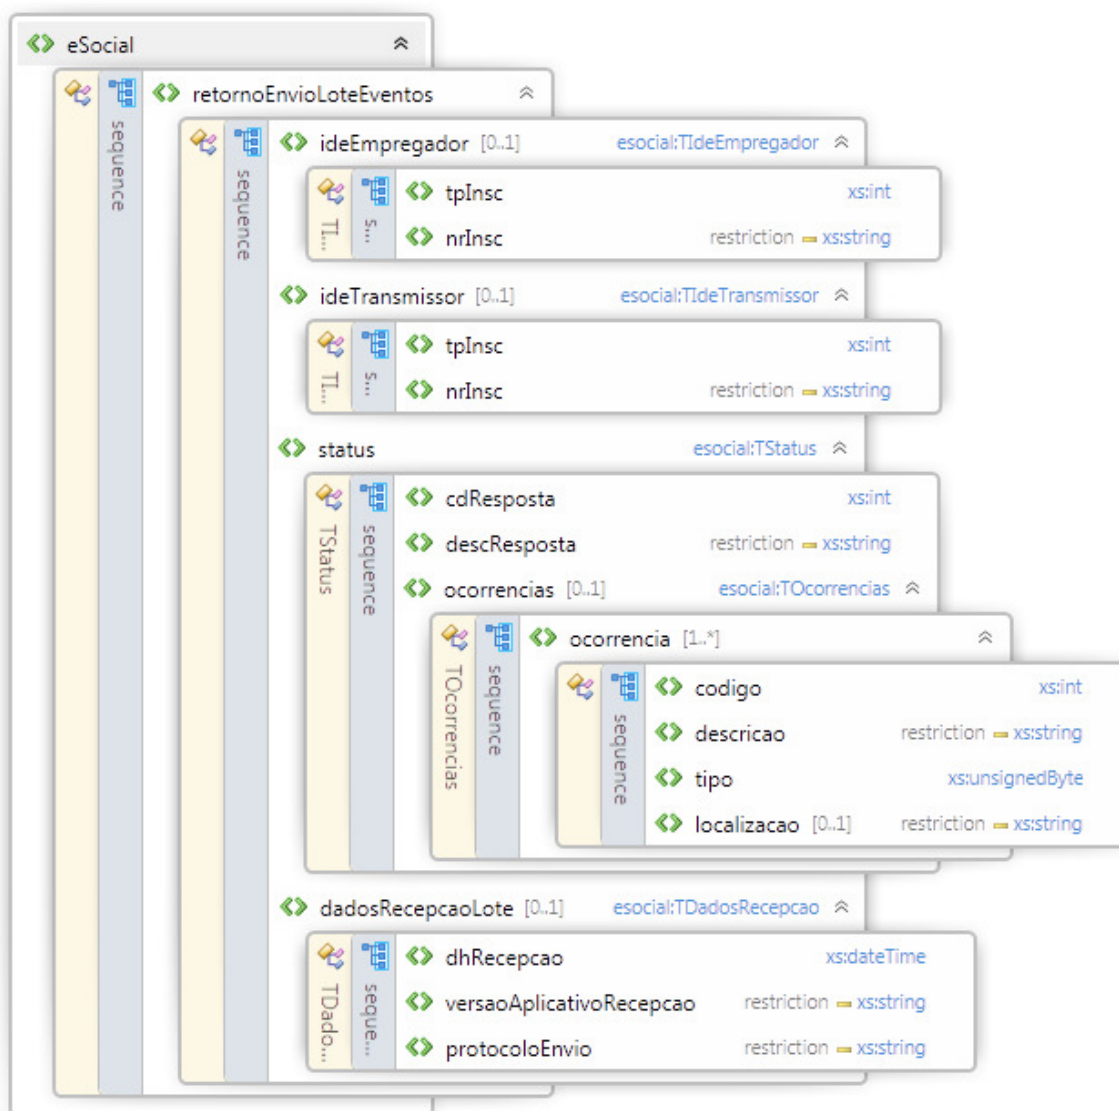 eSocial
sequence
retornoEnvioLoteEventos
sequence
ideEmpregador [0..1] esocial:TIdeEmpregador
TI... s...
tpInsc xs:int
nrInsc restriction xs:string
ideTransmissor [0..1] esocial:TIdeTransmissor
TI... s...
tpInsc xs:int
nrInsc restriction xs:string
status esocial:TStatus
TStatus sequence
cdResposta xs:int
descResposta restriction xs:string
ocorrencias [0..1] esocial:TOcorrencias
TOcorrencias sequence
ocorrencia [1..*]
sequence
codigo xs:int
descricao restriction xs:string
tipo xs:unsignedByte
localizacao [0..1] restriction xs:string
dadosRecepcaoLote [0..1] esocial:TDadosRecepcao
TDado... seque...
dhRecepcao xs:dateTime
versaoAplicativoRecepcao restriction xs:string
protocoloEnvio restriction xs:string